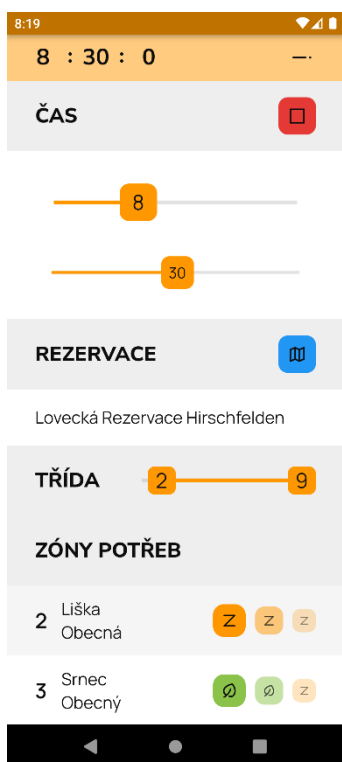 8:19
8 : 30 : 0 —·
ČAS
8
30
REZERVACE
Lovecká Rezervace Hirschfelden
TŘÍDA 2 9
ZÓNY POTŘEB
2 Liška
Obecná
Z Z Z
3 Srnec
Obecný
Z